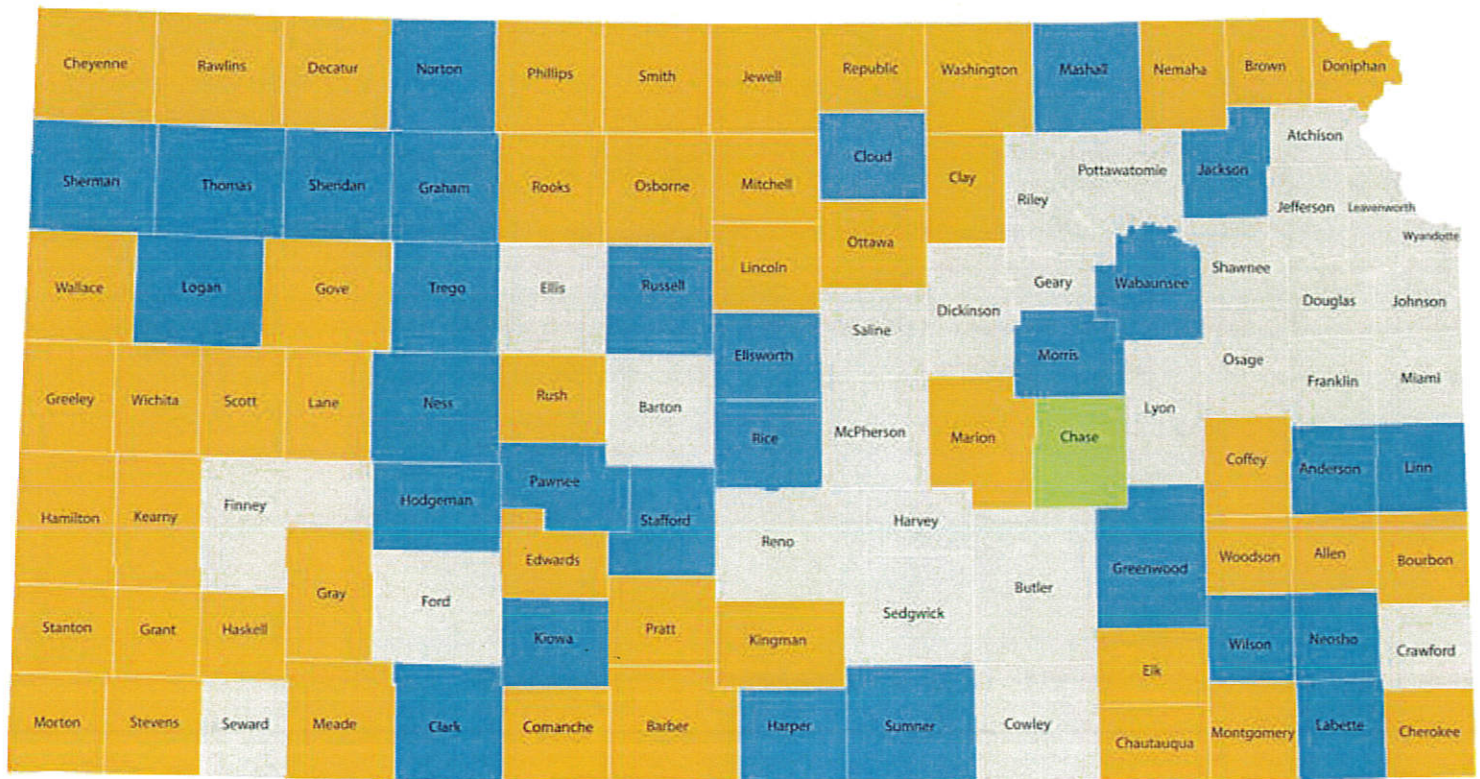 Cheyenne
Rawlins
Decatur
Norton
Phillips
Smith
Jewell
Republic
Washington
Mashall
Nemaha
Brown
Doniphan
Sherman
Thomas
Sheridan
Graham
Rooks
Osborne
Mitchell
Cloud
Clay
Riley
Pottawatomie
Jackson
Atchison
Jefferson
Leavenworth
Wyandotte
Wallace
Logan
Gove
Trego
Ellis
Russell
Lincoln
Ottawa
Saline
Dickinson
Geary
Wabaunsee
Shawnee
Douglas
Johnson
Greeley
Wichita
Scott
Lane
Ness
Rush
Barton
Ellsworth
Rice
McPherson
Marion
Morris
Chase
Lyon
Osage
Franklin
Miami
Hamilton
Kearny
Finney
Hodgeman
Pawnee
Stafford
Edwards
Reno
Harvey
Butler
Greenwood
Coffey
Anderson
Linn
Woodson
Allen
Bourbon
Stanton
Grant
Haskell
Gray
Ford
Kiowa
Pratt
Kingman
Sedgwick
Elk
Wilson
Neosho
Crawford
Morton
Stevens
Seward
Meade
Clark
Comanche
Barber
Harper
Sumner
Cowley
Chautauqua
Montgomery
Labette
Cherokee